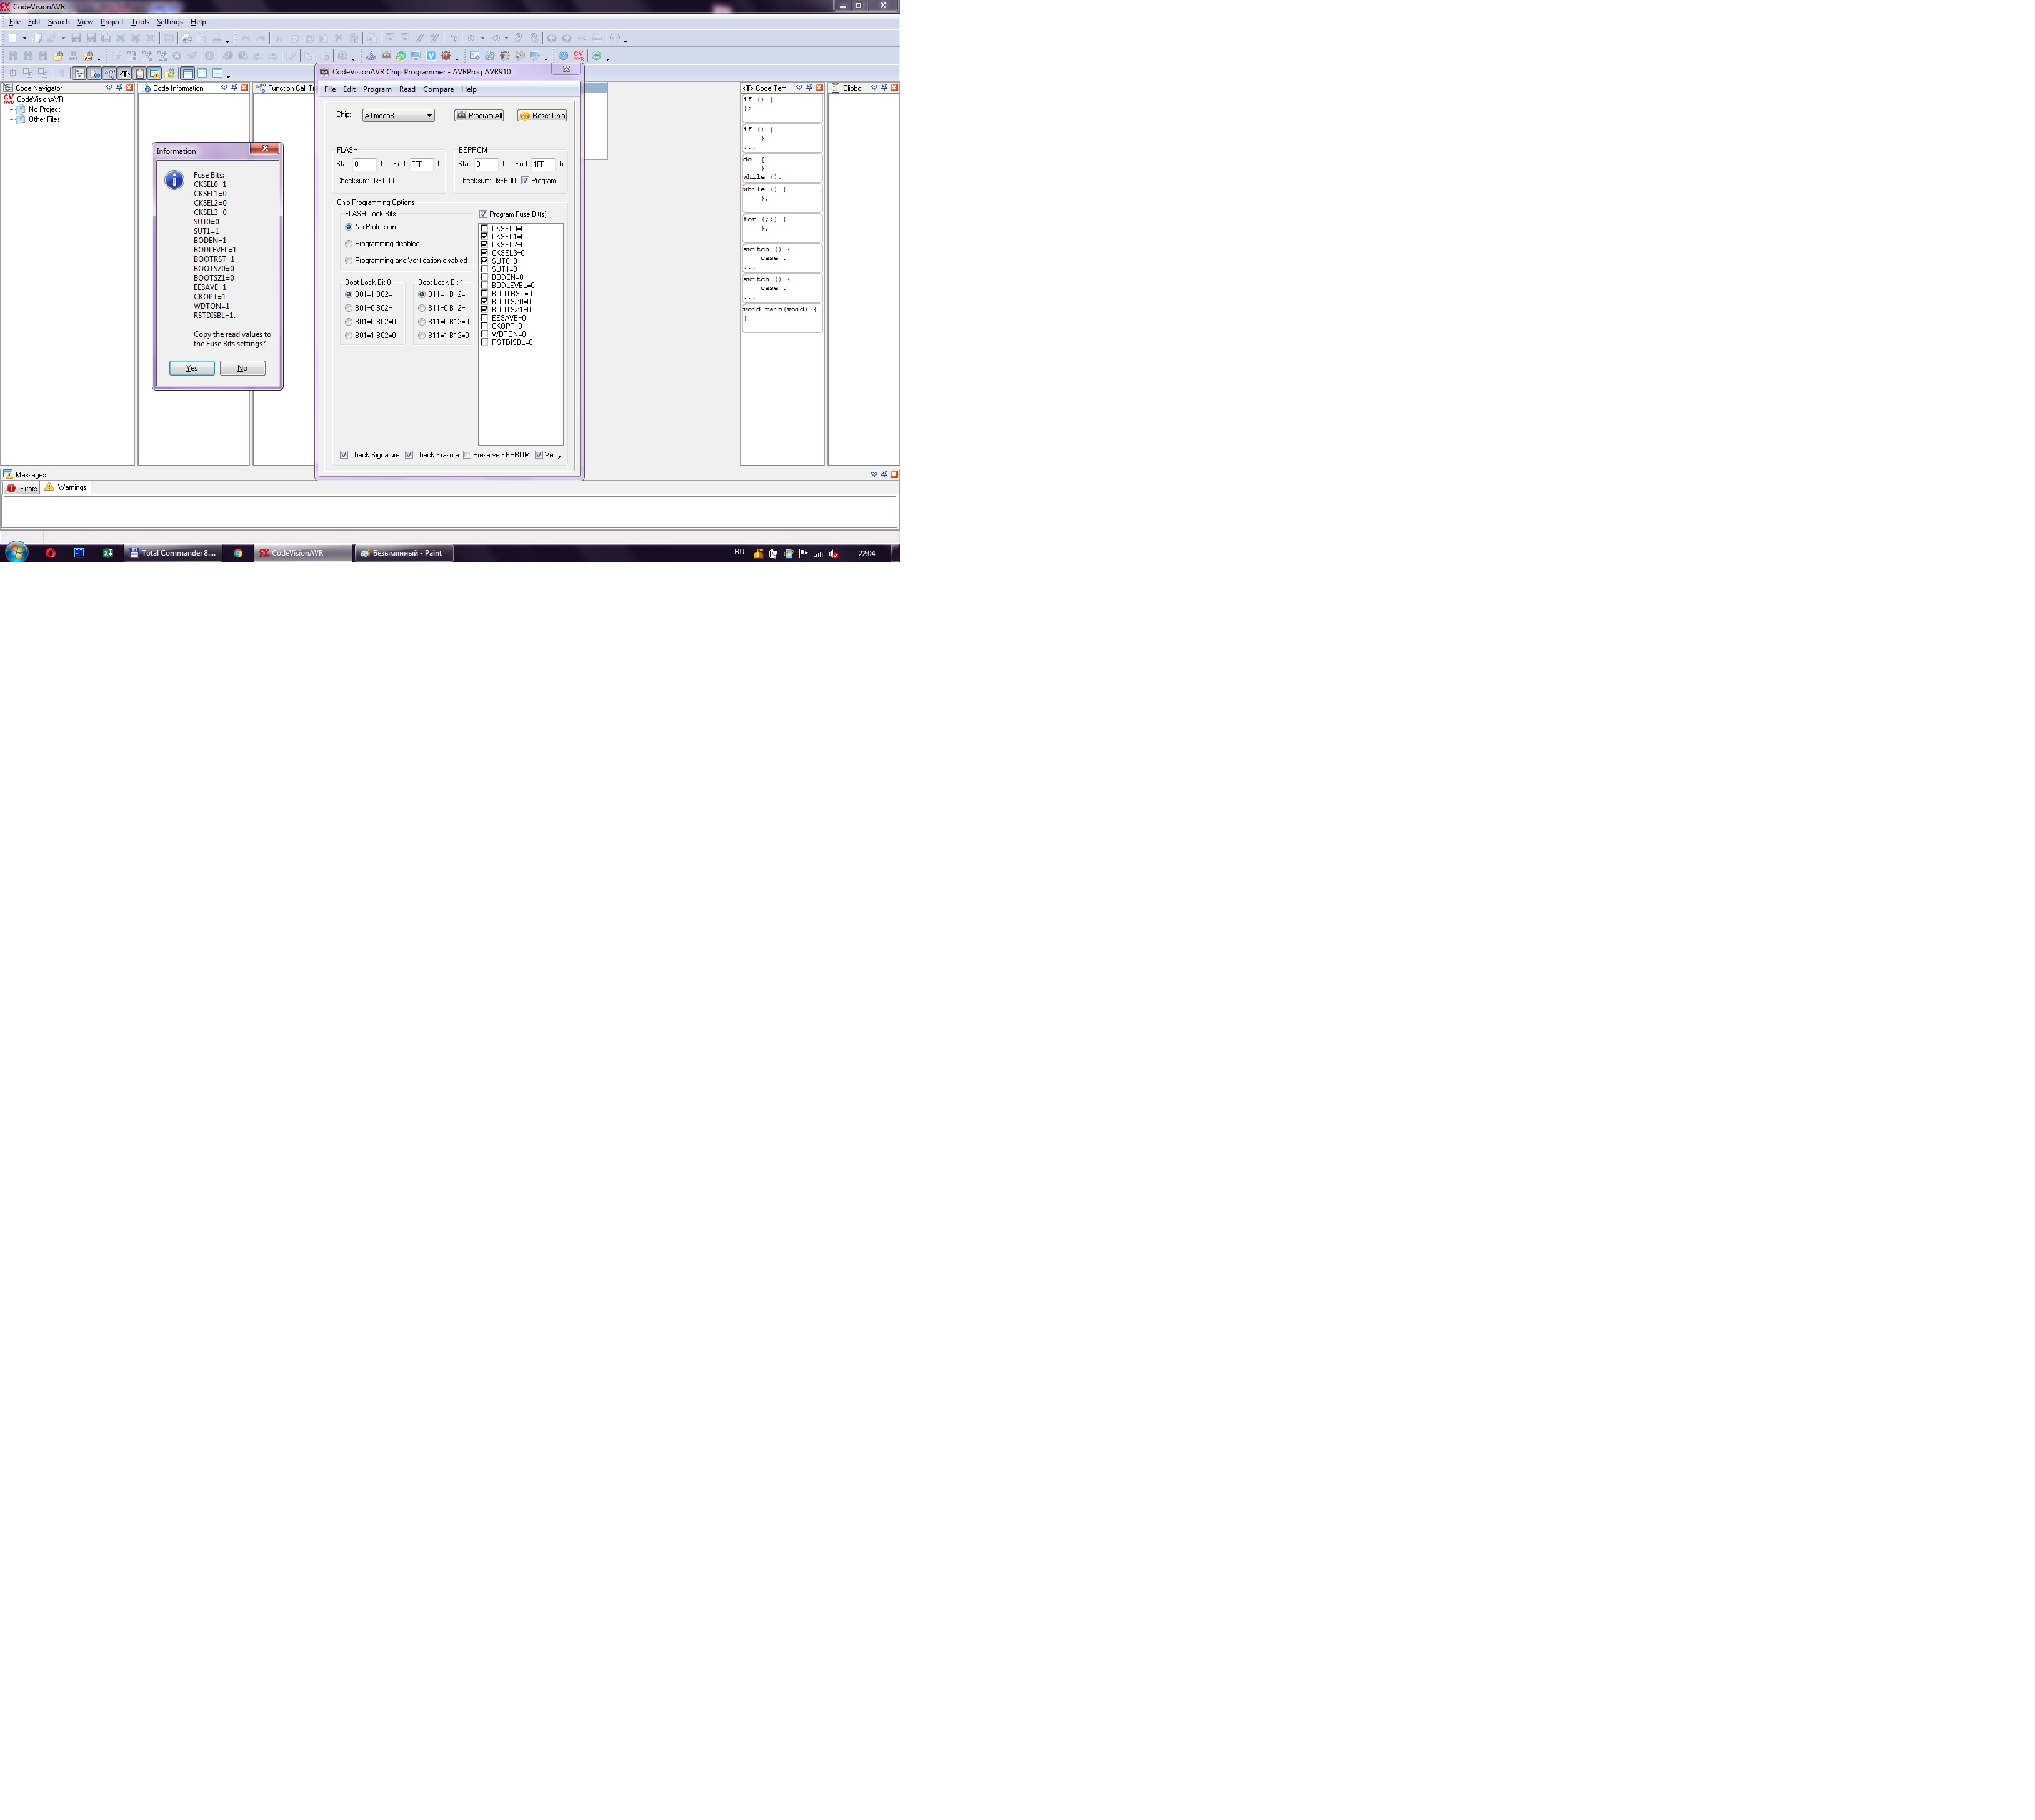 CodeVisionAVR
File Edit Search View Project Tools Settings Help
Code Navigator
CodeVisionAVR
No Project
Other Files
Code Information
Function Call Tr
Information
Fuse Bits:
CKSEL0=1
CKSEL1=0
CKSEL2=0
CKSEL3=0
SUT0=0
SUT1=1
BODEN=1
BODLEVEL=1
BOOTRST=1
BOOTSZ0=0
BOOTSZ1=0
EESAVE=1
CKOPT=1
WDTON=1
RSTDISBL=1.
Copy the read values to
the Fuse Bits settings?
Yes No
CodeVisionAVR Chip Programmer - AVRProg AVR910
File Edit Program Read Compare Help
Chip: ATmega8 Program All Reset Chip
FLASH
Start: 0 h End: FFF h
Checksum: 0xE000
EEPROM
Start: 0 h End: 1FF h
Checksum: 0xFE00 Program
Chip Programming Options
FLASH Lock Bits
No Protection
Programming disabled
Programming and Verification disabled
Boot Lock Bit 0
B01=1 B02=1
B01=0 B02=1
B01=0 B02=0
B01=1 B02=0
Boot Lock Bit 1
B11=1 B12=1
B11=0 B12=1
B11=0 B12=0
B11=1 B12=0
Program Fuse Bit(s):
CKSEL0=0
CKSEL1=0
CKSEL2=0
CKSEL3=0
SUT0=0
SUT1=0
BODEN=0
BODLEVEL=0
BOOTRST=0
BOOTSZ0=0
BOOTSZ1=0
EESAVE=0
CKOPT=0
WDTON=0
RSTDISBL=0
Check Signature Check Erasure Preserve EEPROM Verify
Code Tem...
if () {
};
if () {
}
...
do {
}
while ();
while () {
};
for (;;) {
};
switch () {
case :
...
switch () {
case :
...
void main(void) {
}
Clipbo...
Messages
Errors Warnings
Total Commander 8....
CodeVisionAVR
Безымянный - Paint
RU
22:04